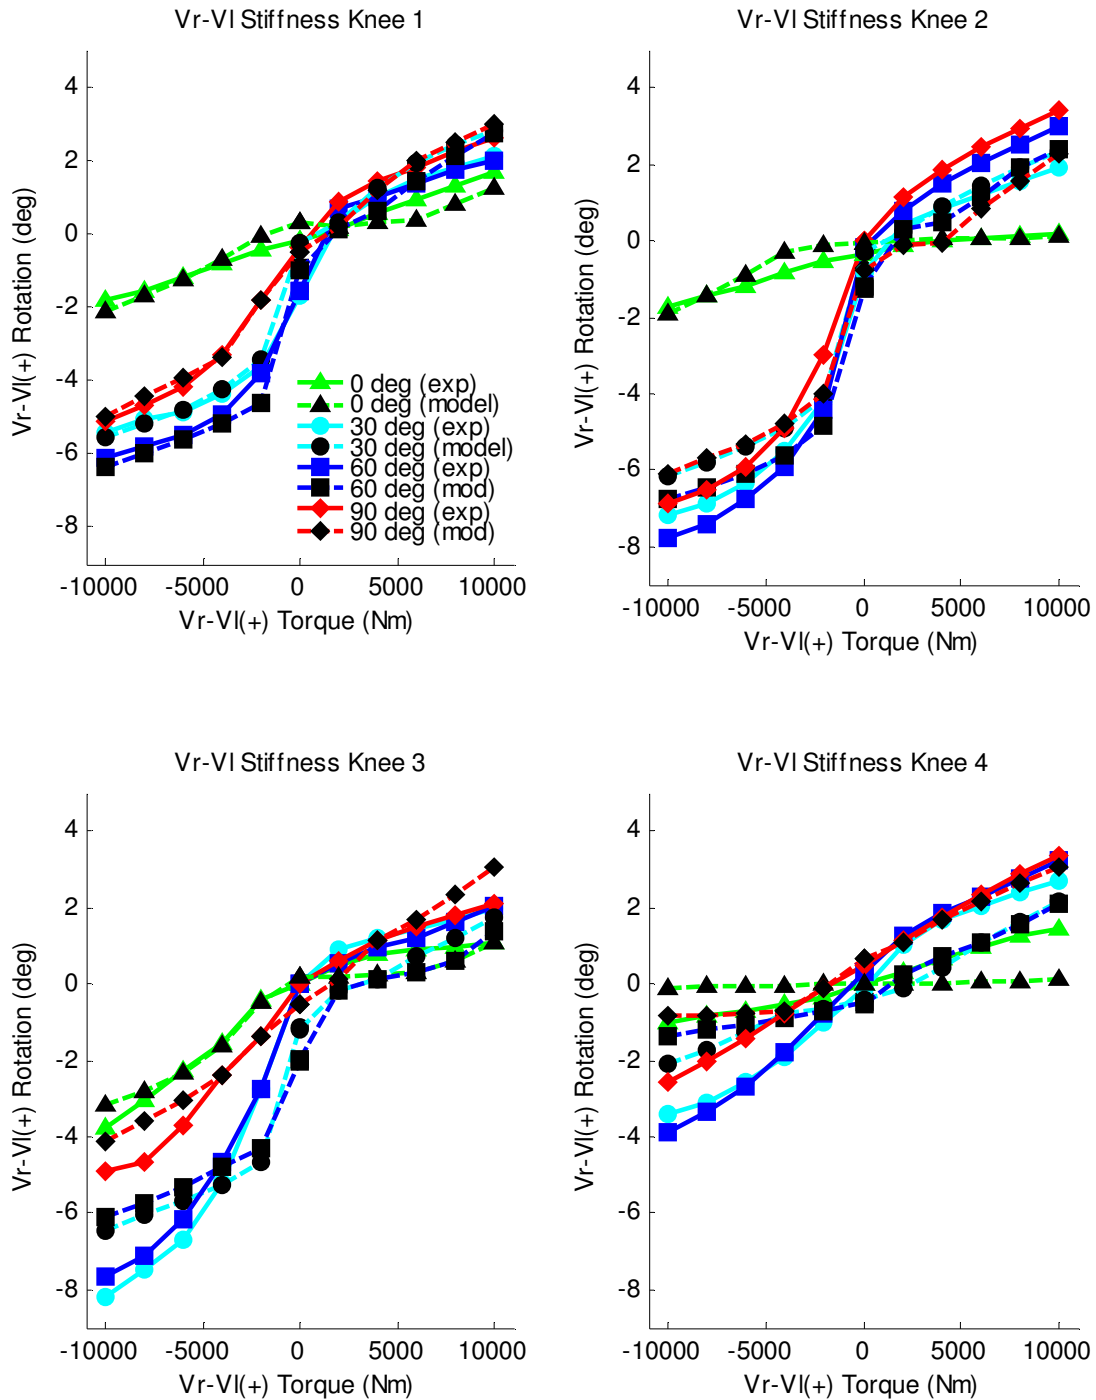 Vr-Vl Stiffness Knee 1
4
2
0
-2
-4
-6
-8
Vr-Vl(+) Rotation (deg)
0 deg (exp)
0 deg (model)
30 deg (exp)
30 deg (model)
60 deg (exp)
60 deg (mod)
90 deg (exp)
90 deg (mod)
-10000 -5000 0 5000 10000
Vr-Vl(+) Torque (Nm)
Vr-Vl Stiffness Knee 2
4
2
0
-2
-4
-6
-8
Vr-Vl(+) Rotation (deg)
-10000 -5000 0 5000 10000
Vr-Vl(+) Torque (Nm)
Vr-Vl Stiffness Knee 3
4
2
0
-2
-4
-6
-8
Vr-Vl(+) Rotation (deg)
-10000 -5000 0 5000 10000
Vr-Vl(+) Torque (Nm)
Vr-Vl Stiffness Knee 4
4
2
0
-2
-4
-6
-8
Vr-Vl(+) Rotation (deg)
-10000 -5000 0 5000 10000
Vr-Vl(+) Torque (Nm)